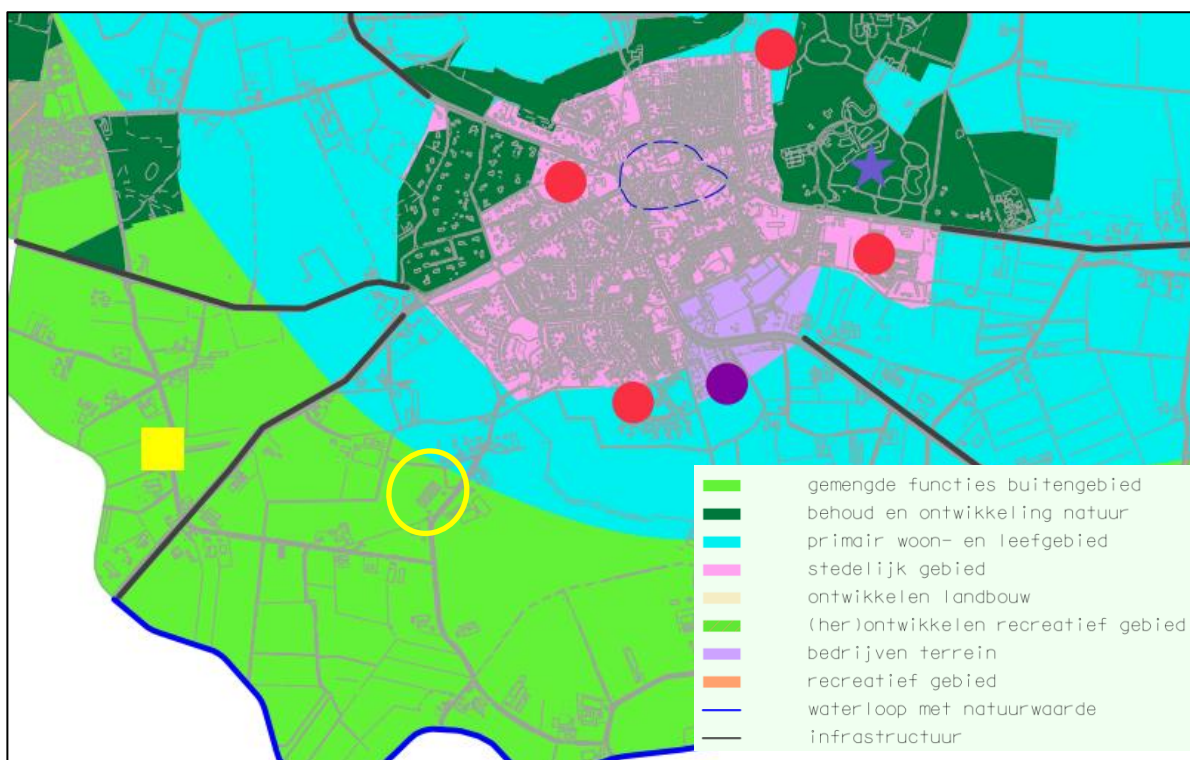 gemengde functies buitengebied
behoud en ontwikkeling natuur
primair woon- en leefgebied
stedelijk gebied
ontwikkelen landbouw
(her)ontwikkelen recreatief gebied
bedrijven terrein
recreatief gebied
waterloop met natuurwaarde
infrastructuur